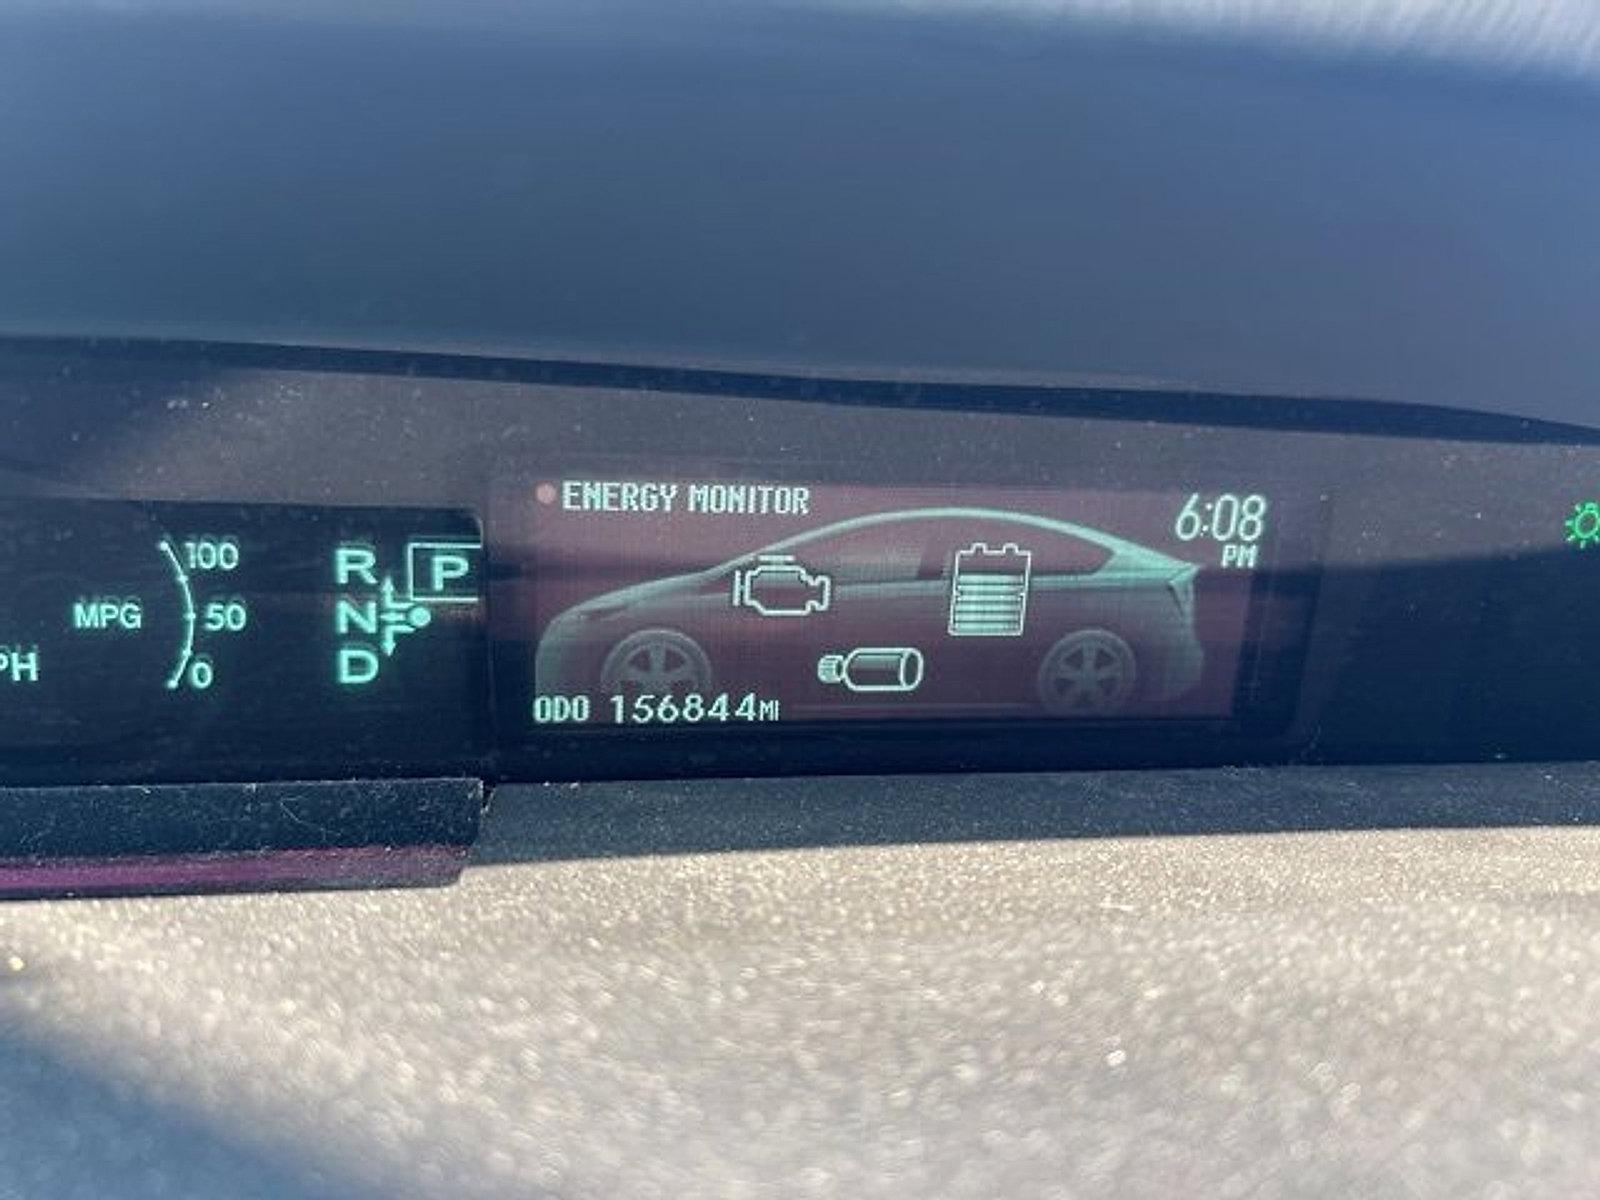 ENERGY MONITOR
6:08
PM
100
MPG
50
0
PH
R
P
N
D
ODO 156844MI